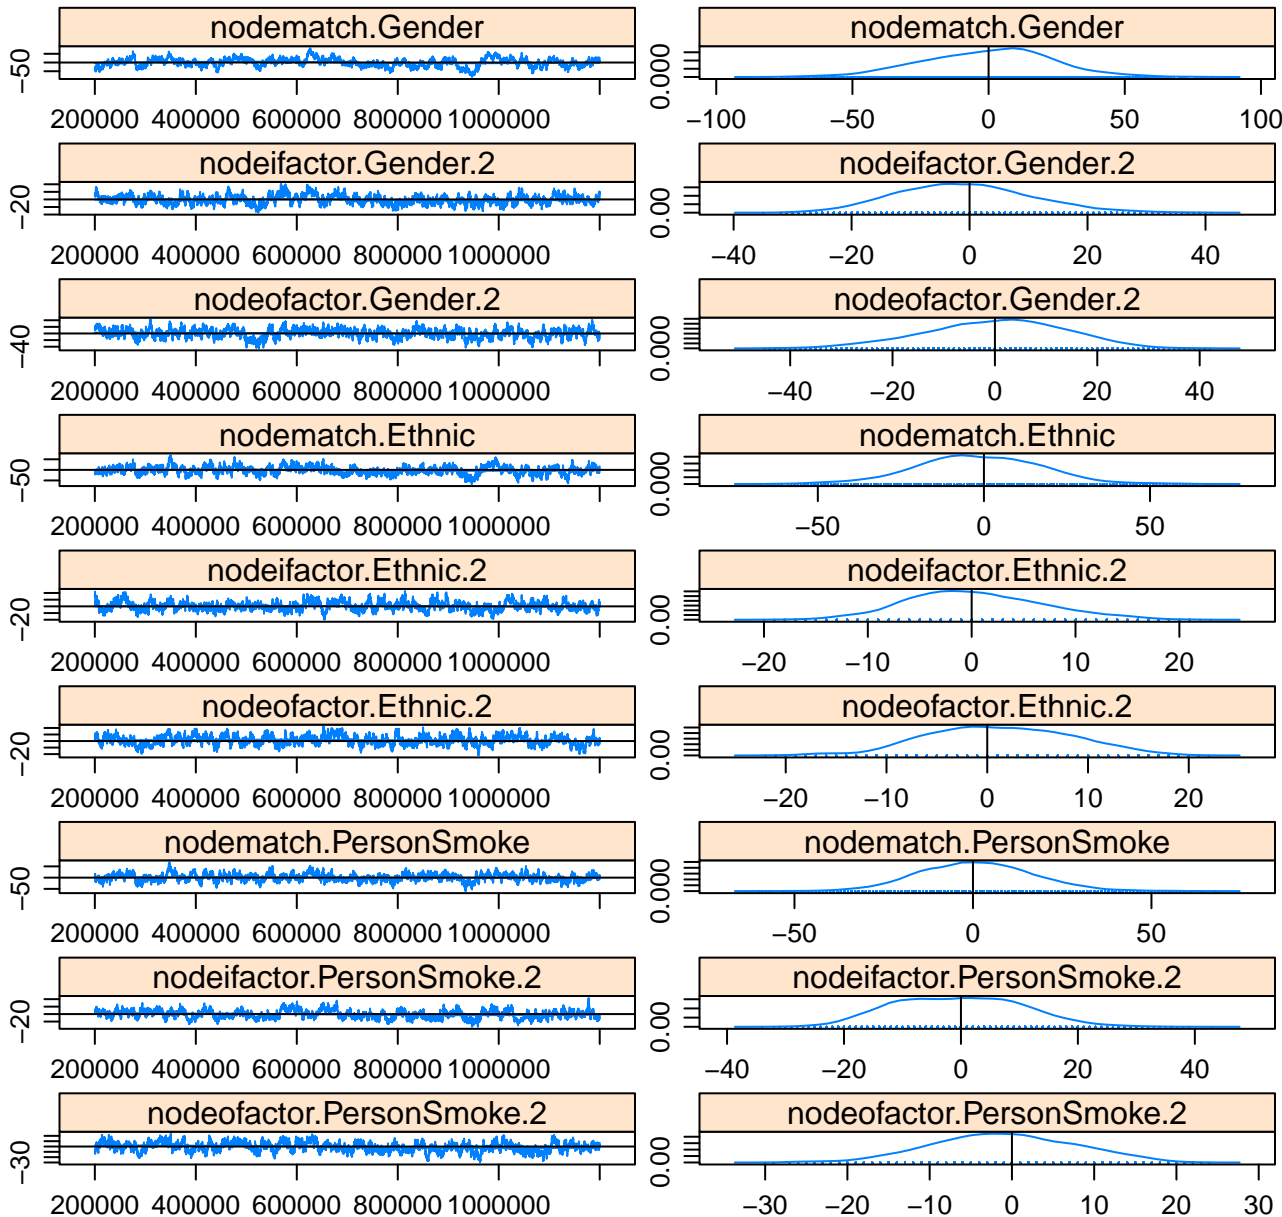 nodematch.Gender nodematch.Gender
−50 0.000
200000 400000 600000 800000 1000000 −100 −50 0 50 100
nodeifactor.Gender.2 nodeifactor.Gender.2
−20 0.00
200000 400000 600000 800000 1000000 −40 −20 0 20 40
nodeofactor.Gender.2 nodeofactor.Gender.2
−40 0.000
200000 400000 600000 800000 1000000 −40 −20 0 20 40
nodematch.Ethnic nodematch.Ethnic
−50 0.000
200000 400000 600000 800000 1000000 −50 0 50
nodeifactor.Ethnic.2 nodeifactor.Ethnic.2
−20 0.00
200000 400000 600000 800000 1000000 −20 −10 0 10 20
nodeofactor.Ethnic.2 nodeofactor.Ethnic.2
−20 0.00
200000 400000 600000 800000 1000000 −20 −10 0 10 20
nodematch.PersonSmoke nodematch.PersonSmoke
−50 0.000
200000 400000 600000 800000 1000000 −50 0 50
nodeifactor.PersonSmoke.2 nodeifactor.PersonSmoke.2
−20 0.00
200000 400000 600000 800000 1000000 −40 −20 0 20 40
nodeofactor.PersonSmoke.2 nodeofactor.PersonSmoke.2
−30 0.00
200000 400000 600000 800000 1000000 −30 −20 −10 0 10 20 30